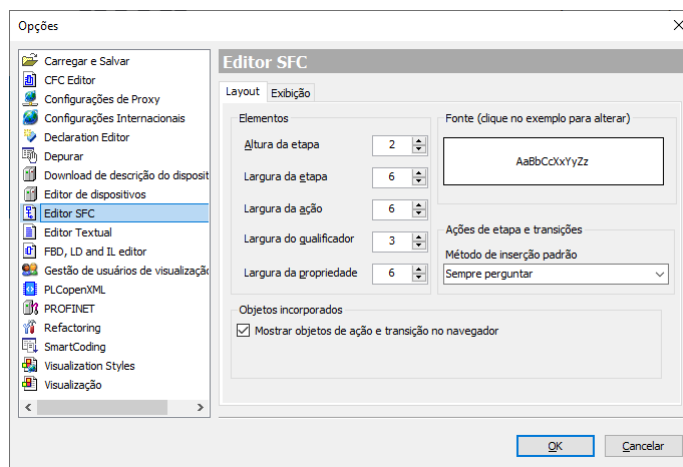 Opções
Carregar e Salvar
CFC Editor
Configurações de Proxy
Configurações Internacionais
Declaration Editor
Depurar
Download de descrição do disposit
Editor de dispositivos
Editor SFC
Editor Textual
FBD, LD and IL editor
Gestão de usuários de visualizaçã
PLCopenXML
PROFINET
Refactoring
SmartCoding
Visualization Styles
Visualização
Editor SFC
Layout Exibição
Elementos
Altura da etapa 2
Largura da etapa 6
Largura da ação 6
Largura do qualificador 3
Largura da propriedade 6
Fonte (clique no exemplo para alterar)
AaBbCcXxYyZz
Ações de etapa e transições
Método de inserção padrão
Sempre perguntar
Objetos incorporados
Mostrar objetos de ação e transição no navegador
OK Cancelar